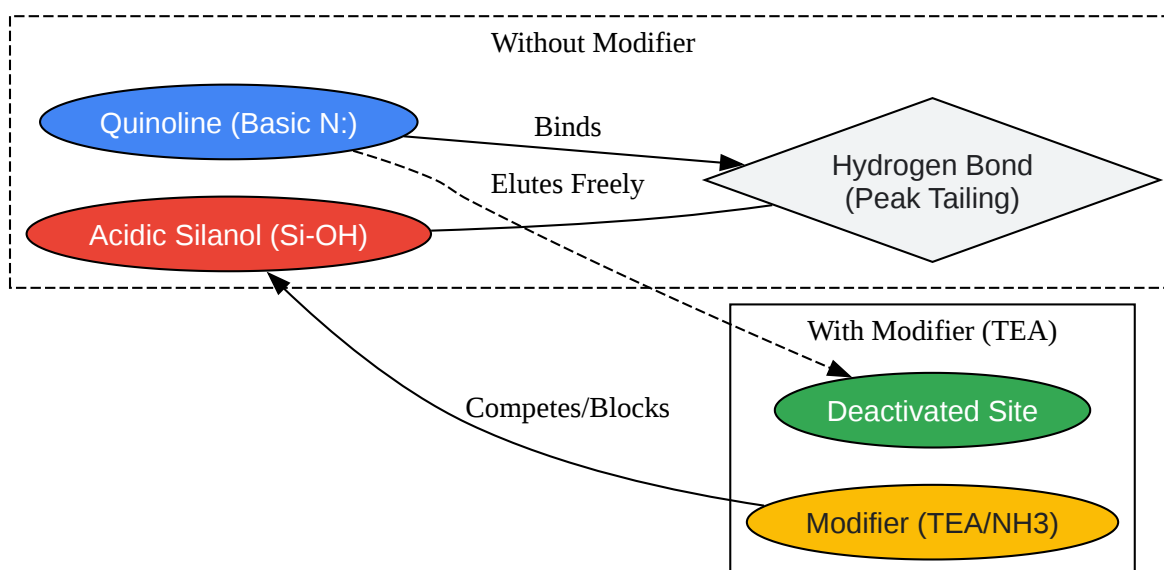 Without Modifier
Quinoline (Basic N:)
Binds
Hydrogen Bond
(Peak Tailing)
Elutes Freely
Acidic Silanol (Si-OH)
With Modifier (TEA)
Deactivated Site
Competes/Blocks
Modifier (TEA/NH3)